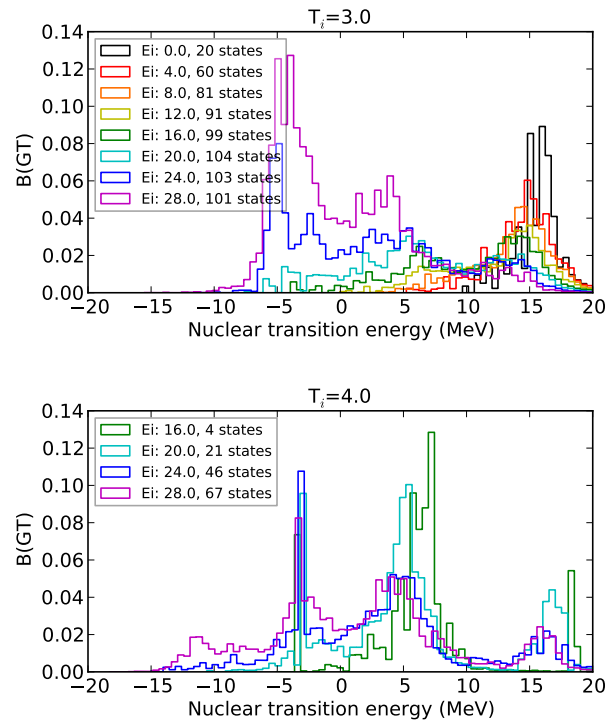 T_i=3.0
0.14
0.12
0.10
0.08
0.06
0.04
0.02
0.00
B(GT)
Ei: 0.0, 20 states
Ei: 4.0, 60 states
Ei: 8.0, 81 states
Ei: 12.0, 91 states
Ei: 16.0, 99 states
Ei: 20.0, 104 states
Ei: 24.0, 103 states
Ei: 28.0, 101 states
−20 −15 −10 −5 0 5 10 15 20
Nuclear transition energy (MeV)
T_i=4.0
0.14
0.12
0.10
0.08
0.06
0.04
0.02
0.00
B(GT)
Ei: 16.0, 4 states
Ei: 20.0, 21 states
Ei: 24.0, 46 states
Ei: 28.0, 67 states
−20 −15 −10 −5 0 5 10 15 20
Nuclear transition energy (MeV)